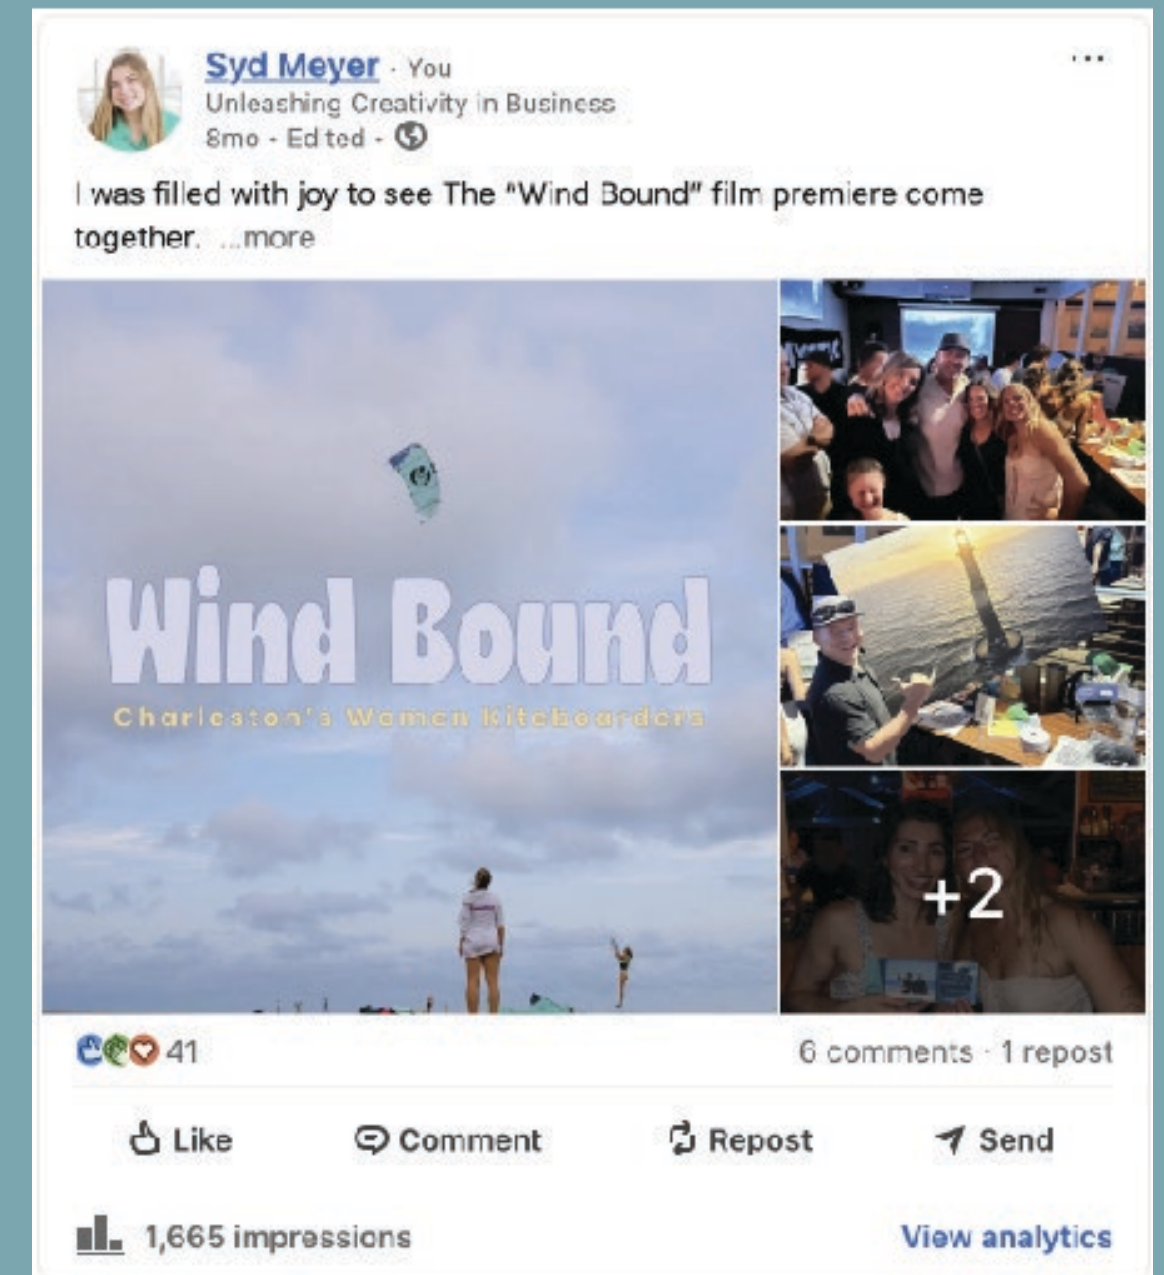 Syd Meyer · You
Unleashing Creativity in Business
8mo · Edited ·
I was filled with joy to see The “Wind Bound” film premiere come
together. ...more
Wind Bound
Charleston's Women Kiteboarders
+2
41
6 comments · 1 repost
Like Comment Repost Send
1,665 impressions
View analytics